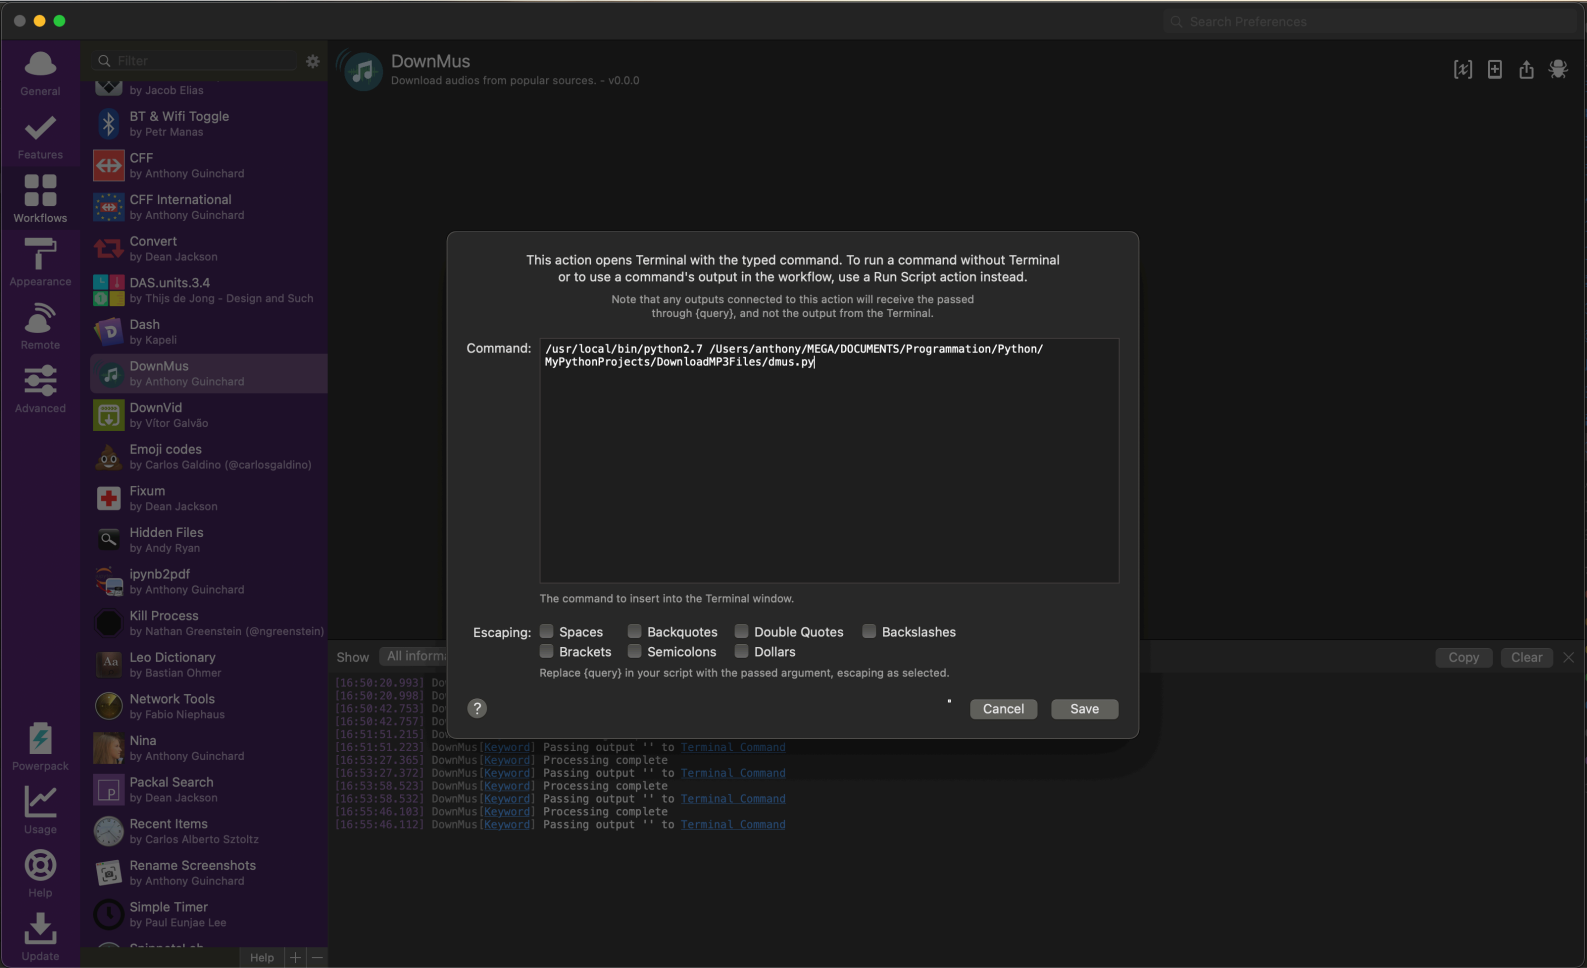 Search Preferences
General
Features
Workflows
Appearance
Remote
Advanced
Powerpack
Usage
Help
Update
Filter
by Jacob Elias
BT & Wifi Toggle
by Petr Manas
CFF
by Anthony Guinchard
CFF International
by Anthony Guinchard
Convert
by Dean Jackson
DAS.units.3.4
by Thijs de Jong - Design and Such
Dash
by Kapeli
DownMus
by Anthony Guinchard
DownVid
by Vítor Galvão
Emoji codes
by Carlos Galdino (@carlosgaldino)
Fixum
by Dean Jackson
Hidden Files
by Andy Ryan
ipynb2pdf
by Anthony Guinchard
Kill Process
by Nathan Greenstein (@ngreenstein)
Leo Dictionary
by Bastian Ohmer
Network Tools
by Fabio Niephaus
Nina
by Anthony Guinchard
Packal Search
by Dean Jackson
Recent Items
by Carlos Alberto Sztoltz
Rename Screenshots
by Anthony Guinchard
Simple Timer
by Paul Eunjae Lee
Help + −
DownMus
Download audios from popular sources. - v0.0.0
This action opens Terminal with the typed command. To run a command without Terminal
or to use a command's output in the workflow, use a Run Script action instead.
Note that any outputs connected to this action will receive the passed
through {query}, and not the output from the Terminal.
Command:
/usr/local/bin/python2.7 /Users/anthony/MEGA/DOCUMENTS/Programmation/Python/
MyPythonProjects/DownloadMP3Files/dmus.py
The command to insert into the Terminal window.
Escaping: Spaces Backquotes Double Quotes Backslashes
Brackets Semicolons Dollars
Replace {query} in your script with the passed argument, escaping as selected.
? Cancel Save
Show All inform
Copy Clear
[16:50:20.993] Do
[16:50:20.998] Do
[16:50:42.753] Do
[16:50:42.757] Do
[16:51:51.215] Do
[16:51:51.223] DownMus[Keyword] Passing output '' to Terminal Command
[16:53:27.365] DownMus[Keyword] Processing complete
[16:53:27.372] DownMus[Keyword] Passing output '' to Terminal Command
[16:53:58.523] DownMus[Keyword] Processing complete
[16:53:58.532] DownMus[Keyword] Passing output '' to Terminal Command
[16:55:46.103] DownMus[Keyword] Processing complete
[16:55:46.112] DownMus[Keyword] Passing output '' to Terminal Command